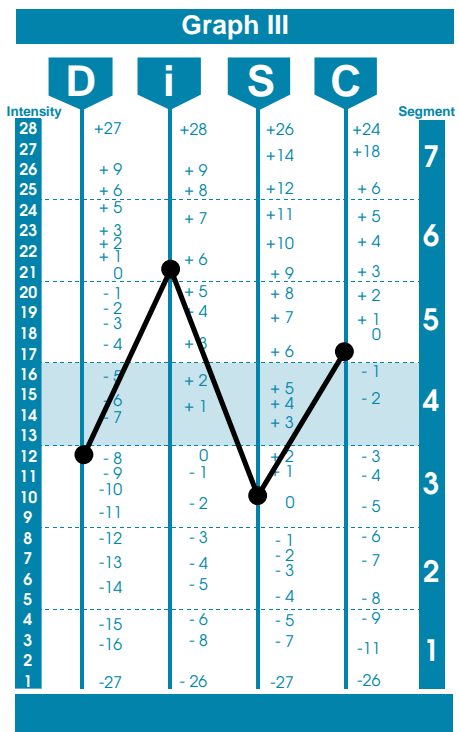 Graph III
D i S C
Intensity Segment
28 +27 +28 +26 +24
27 +14 +18 7
26 + 9 + 9
25 + 6 + 8 +12 + 6
24 + 5 + 7 +11 + 5
23 + 3 6
+ 2 +10 + 4
22 + 1 + 6
21 0 + 9 + 3
20 - 1 + 5 + 8 + 2
19 - 2 + 4
- 3 + 7 + 1 5
18 0
- 4 + 3
17 + 6
16 - 5 + 2 - 1
15 - 6 + 5 - 2 4
+ 1 + 4
14 - 7 + 3
13
12 - 8 0 + 2 - 3
11 - 9 - 1 + 1 - 4 3
10 -10 - 2 0 - 5
9 -11
8 -12 - 3 - 1 - 6
7 -13 - 4 - 2 - 7
- 3 2
6 -14 - 5
5 - 4 - 8
4 -15 - 6 - 5 - 9
3 -16 - 8 - 7 -11 1
2
1 -27 - 26 -27 -26